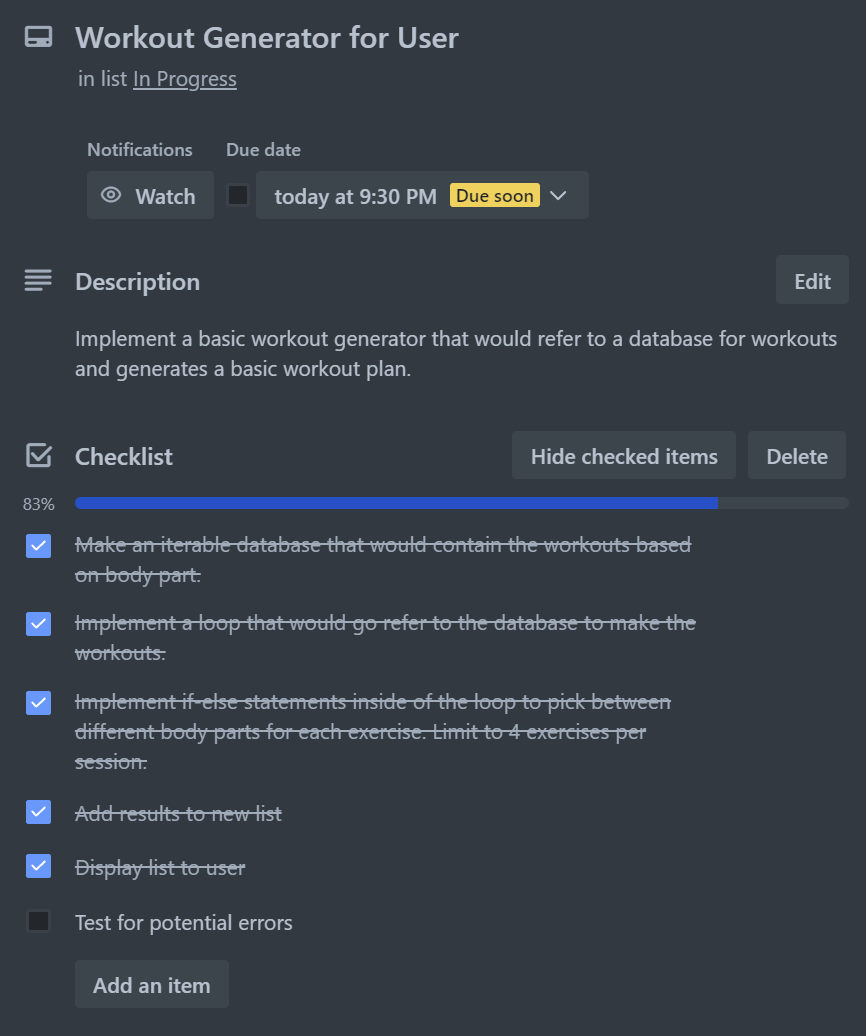 Workout Generator for User
in list In Progress
Notifications Due date
Watch today at 9:30 PM Due soon
Description Edit
Implement a basic workout generator that would refer to a database for workouts
and generates a basic workout plan.
Checklist Hide checked items Delete
83%
Make an iterable database that would contain the workouts based
on body part.
Implement a loop that would go refer to the database to make the
workouts.
Implement if-else statements inside of the loop to pick between
different body parts for each exercise. Limit to 4 exercises per
session.
Add results to new list
Display list to user
Test for potential errors
Add an item